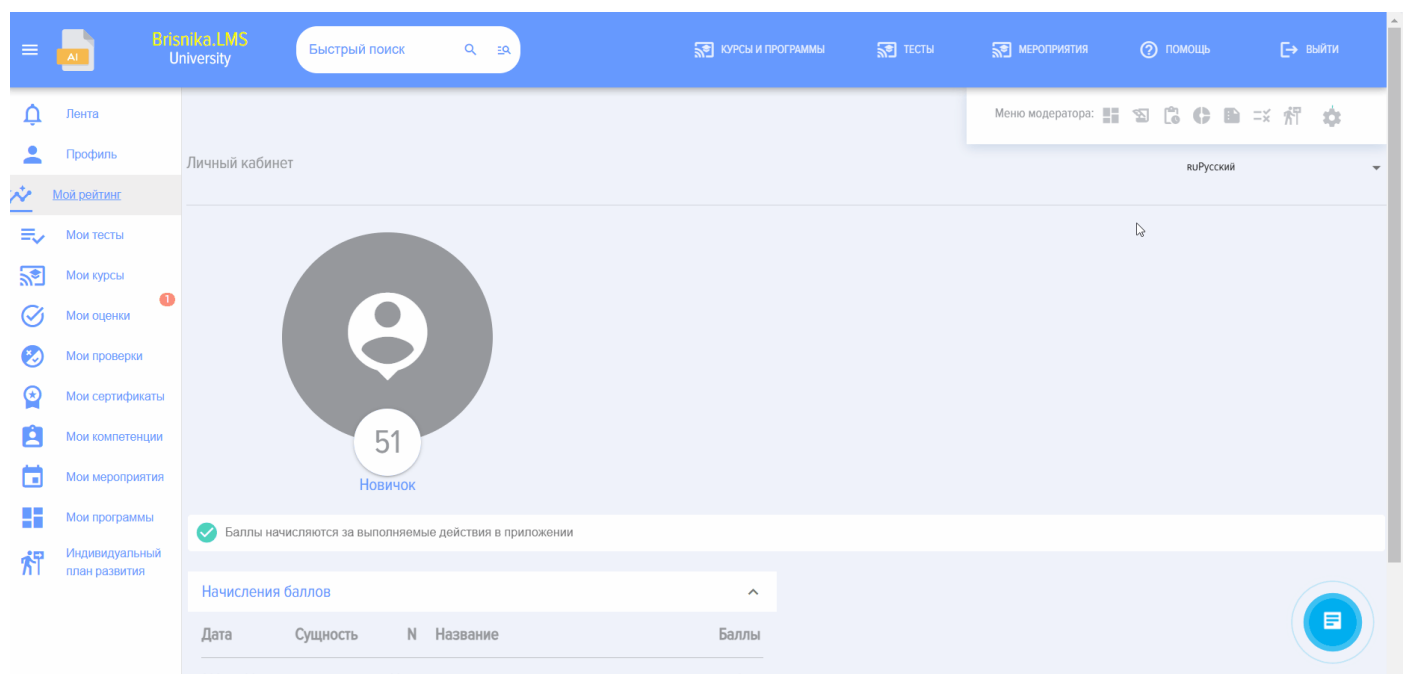 AI
Brisnika.LMS
University
Быстрый поиск
КУРСЫ И ПРОГРАММЫ
ТЕСТЫ
МЕРОПРИЯТИЯ
ПОМОЩЬ
ВЫЙТИ
Меню модератора:
Лента
Профиль
Мой рейтинг
Мои тесты
Мои курсы
1
Мои оценки
Мои проверки
Мои сертификаты
Мои компетенции
Мои мероприятия
Мои программы
Индивидуальный
план развития
Личный кабинет
RUРусский
51
Новичок
Баллы начисляются за выполняемые действия в приложении
Начисления баллов
Дата Сущность N Название Баллы